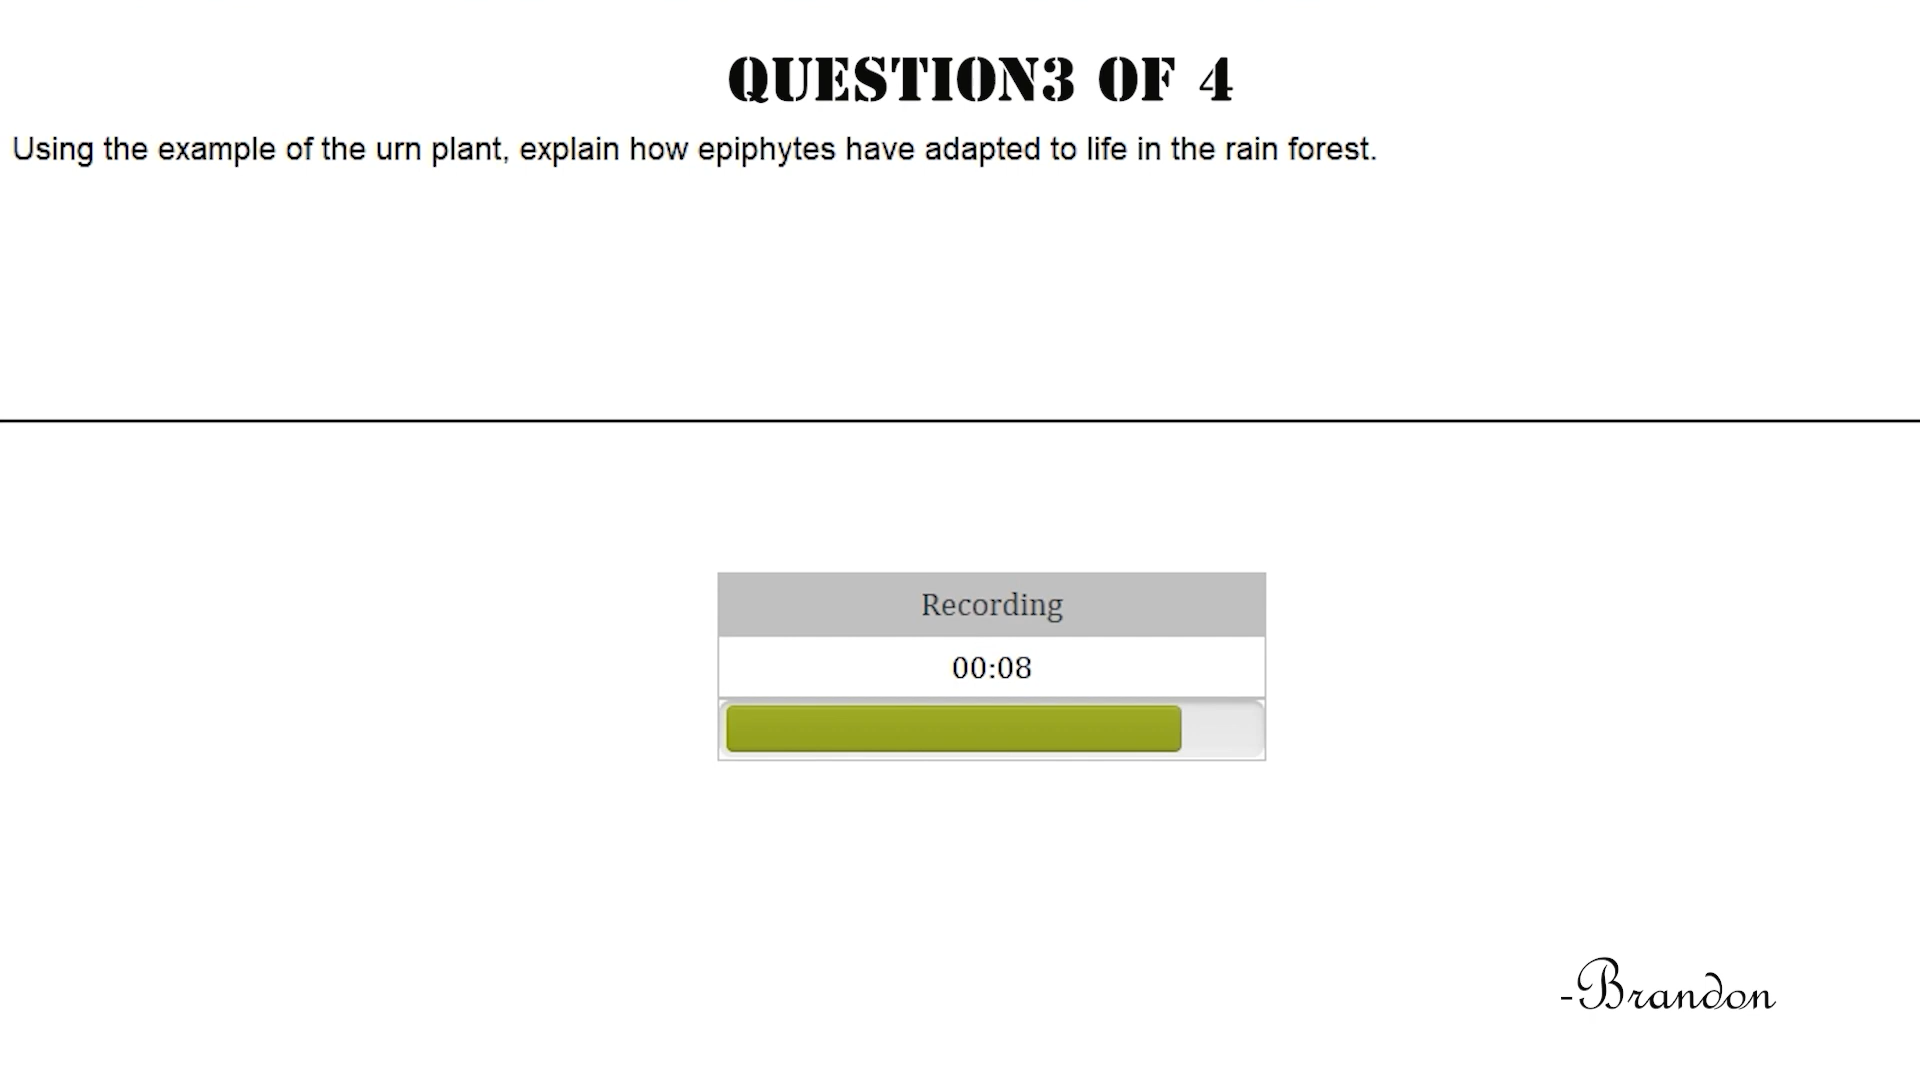 QUESTION3 OF 4
Using the example of the urn plant, explain how epiphytes have adapted to life in the rain forest.
Recording
00:08
-Brandon